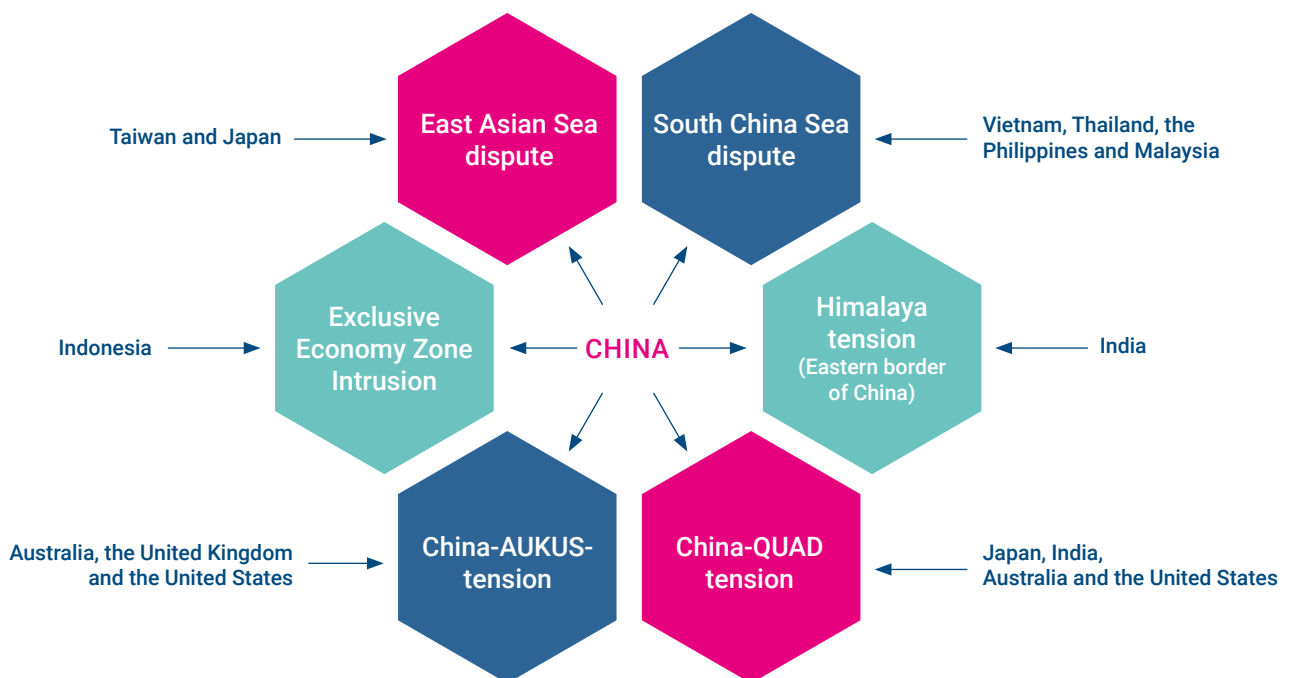 East Asian Sea
dispute
South China Sea
dispute
Taiwan and Japan
Vietnam, Thailand, the
Philippines and Malaysia
Exclusive
Economy Zone
Intrusion
Himalaya
tension
(Eastern border
of China)
Indonesia
CHINA
India
China-AUKUS-
tension
China-QUAD
tension
Australia, the United Kingdom
and the United States
Japan, India,
Australia and the United States